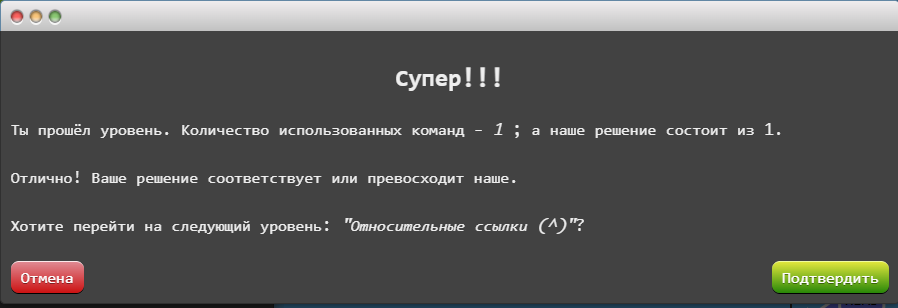 Супер!!!
Ты прошёл уровень. Количество использованных команд – 1 ; а наше решение состоит из 1.
Отлично! Ваше решение соответствует или превосходит наше.
Хотите перейти на следующий уровень: "Относительные ссылки (^)"?
Отмена
Подтвердить